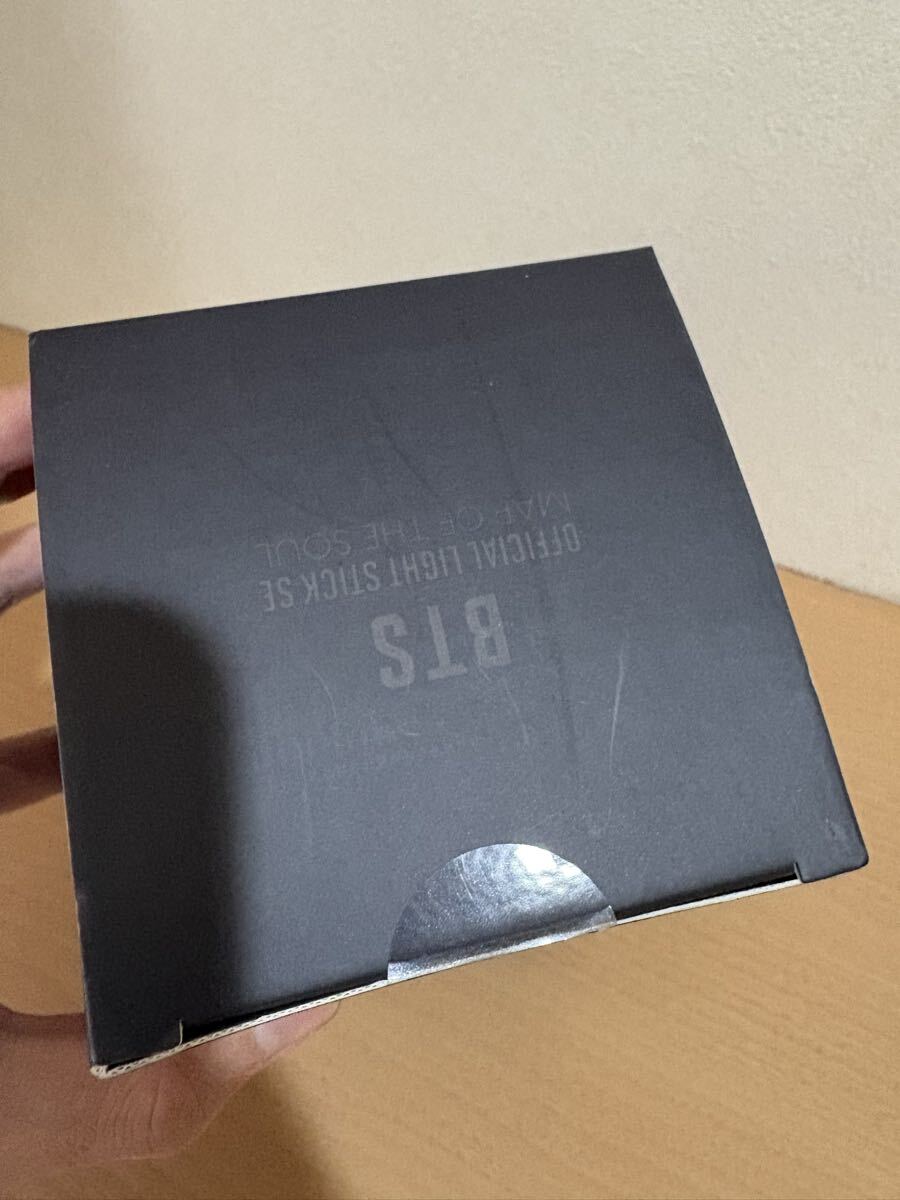 BTS
OFFICIAL LIGHT STICK SE
MAP OF THE SOUL